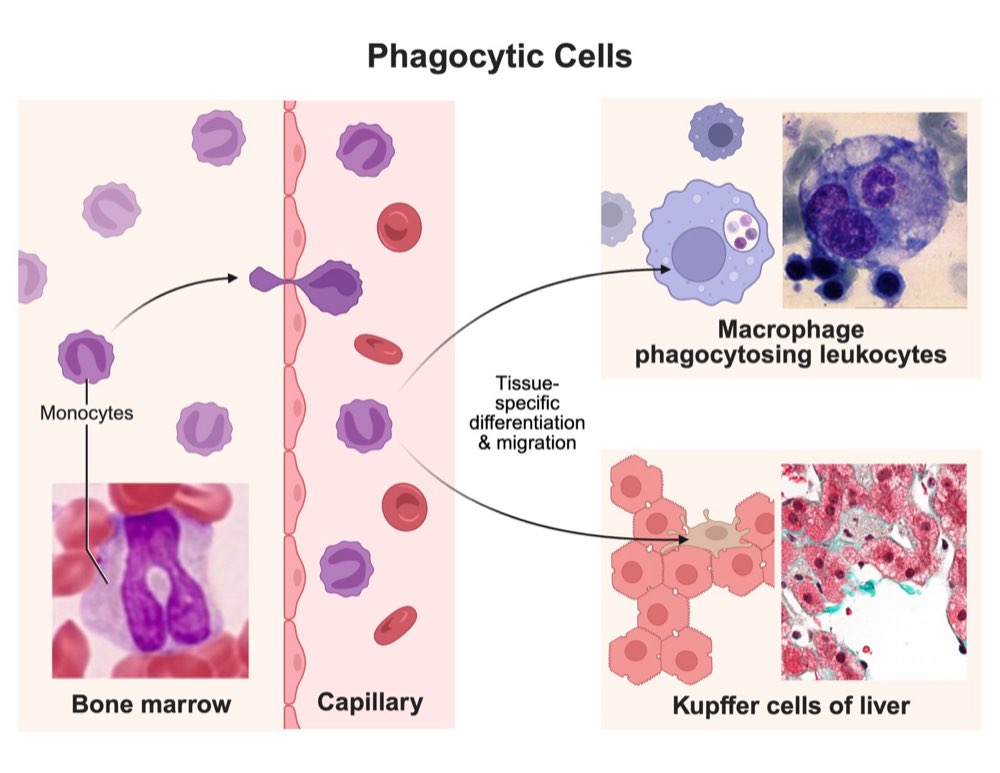 Phagocytic Cells
Monocytes
Bone marrow
Capillary
Tissue-
specific
differentiation
& migration
Macrophage
phagocytosing leukocytes
Kupffer cells of liver